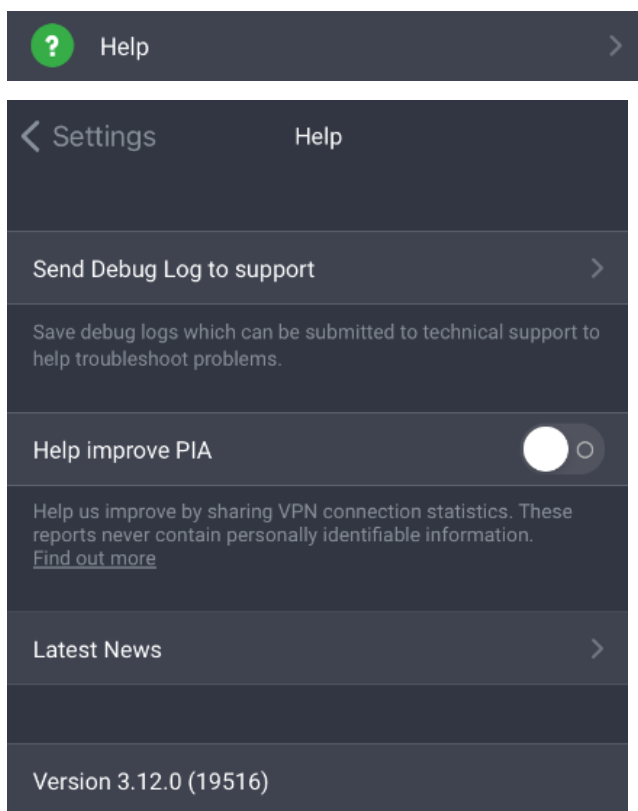 ? Help
Settings
Help
Send Debug Log to support
Save debug logs which can be submitted to technical support to
help troubleshoot problems.
Help improve PIA
Help us improve by sharing VPN connection statistics. These
reports never contain personally identifiable information.
Find out more
Latest News
Version 3.12.0 (19516)